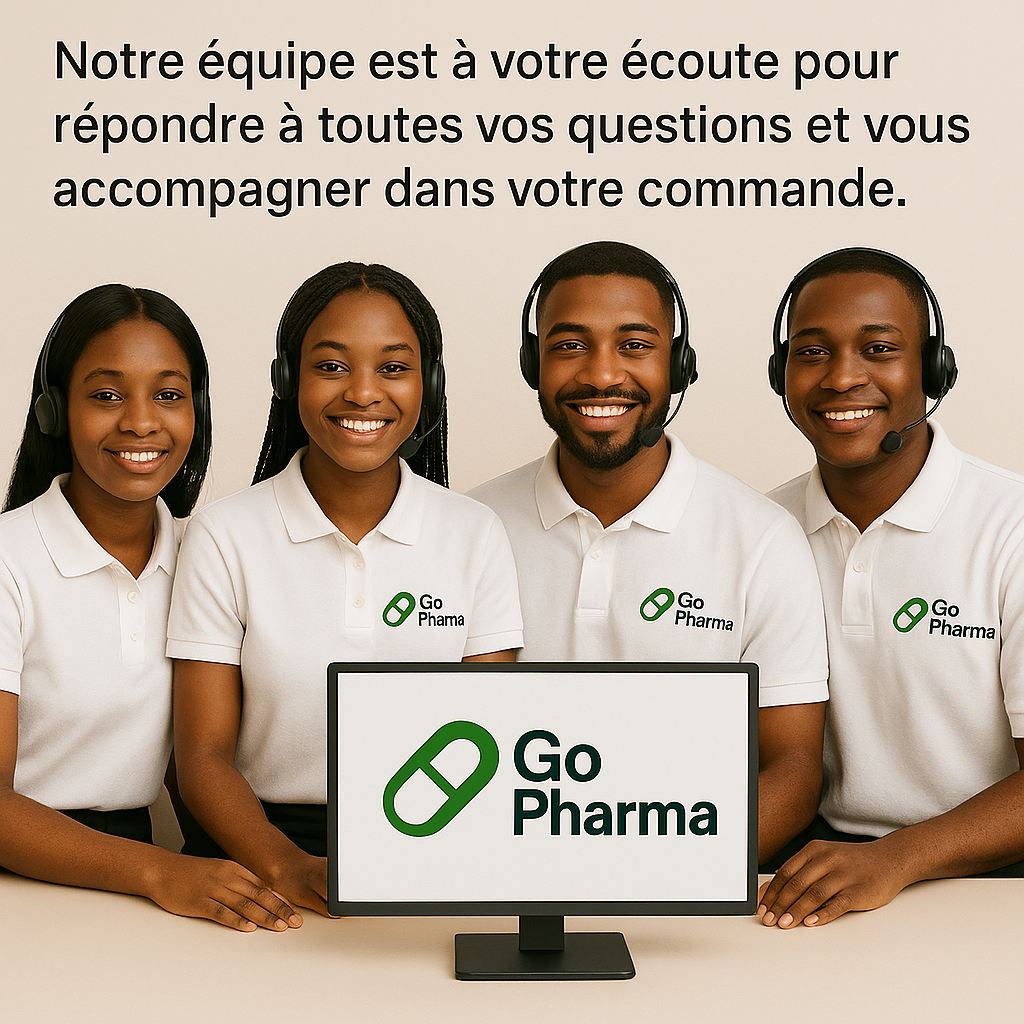 Notre équipe est à votre écoute pour
répondre à toutes vos questions et vous
accompagner dans votre commande.
Go
Pharma
Go
Pharma
Go
Pharma
Go
Pharma